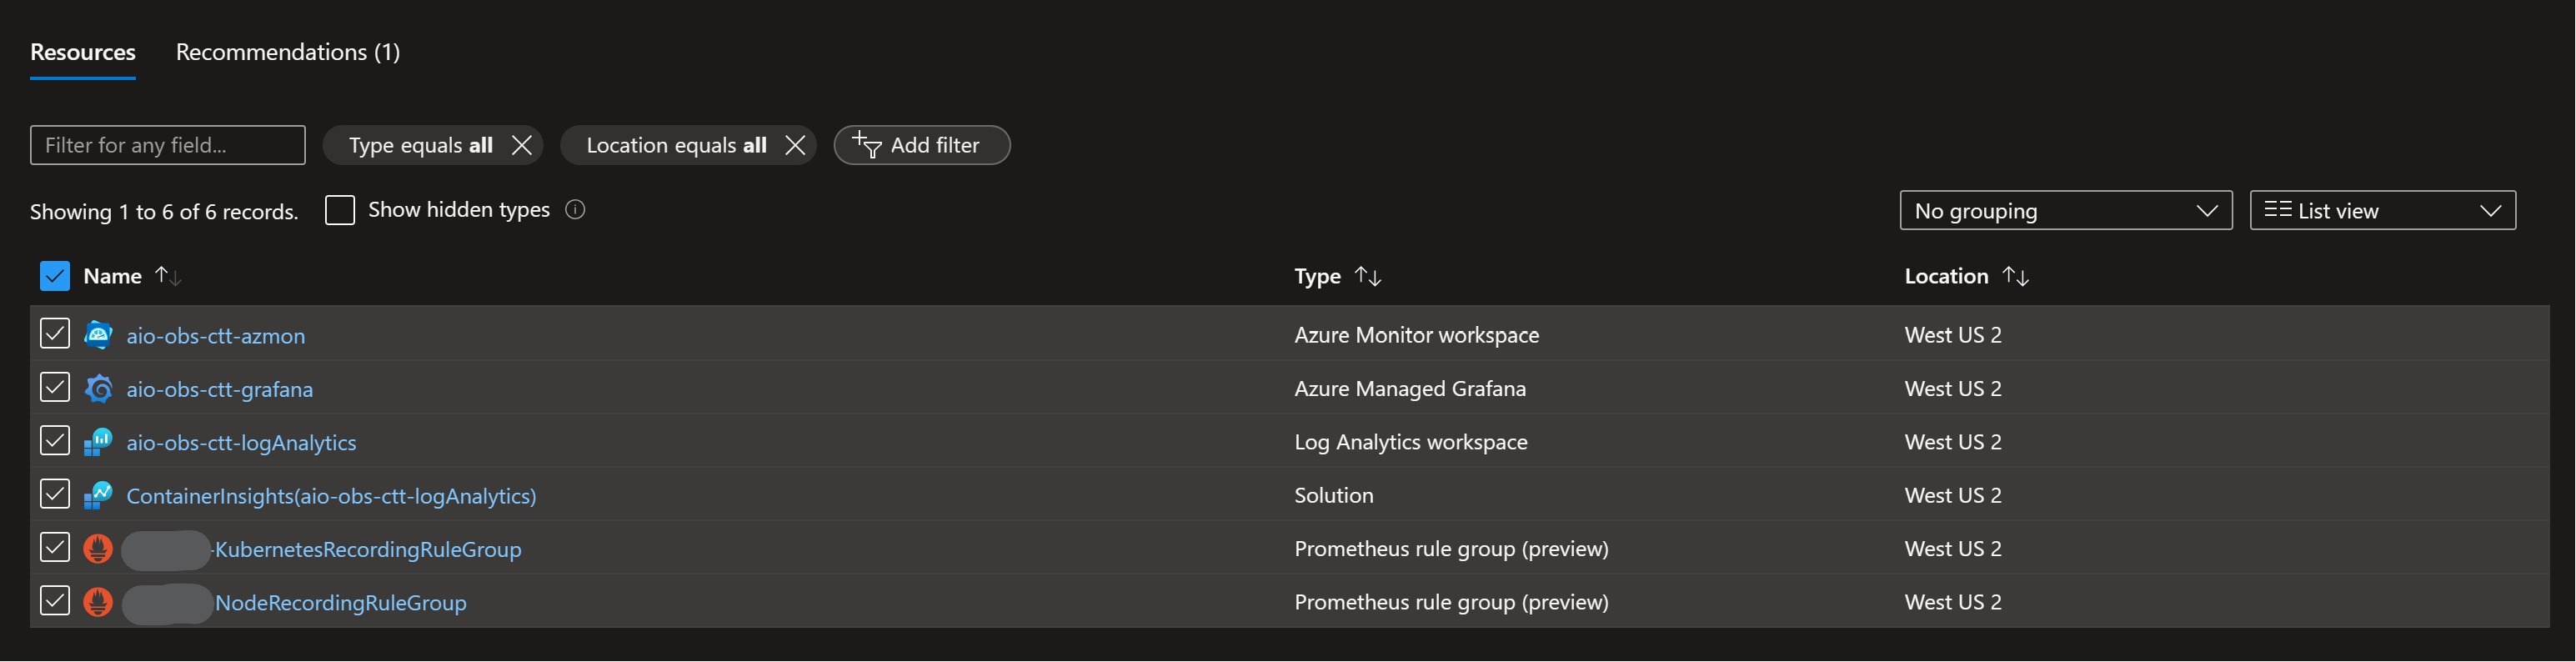 Resources Recommendations (1)
Filter for any field... Type equals all Location equals all Add filter
Showing 1 to 6 of 6 records. Show hidden types No grouping List view
Name Type Location
aio-obs-ctt-azmon Azure Monitor workspace West US 2
aio-obs-ctt-grafana Azure Managed Grafana West US 2
aio-obs-ctt-logAnalytics Log Analytics workspace West US 2
ContainerInsights(aio-obs-ctt-logAnalytics) Solution West US 2
-KubernetesRecordingRuleGroup Prometheus rule group (preview) West US 2
NodeRecordingRuleGroup Prometheus rule group (preview) West US 2